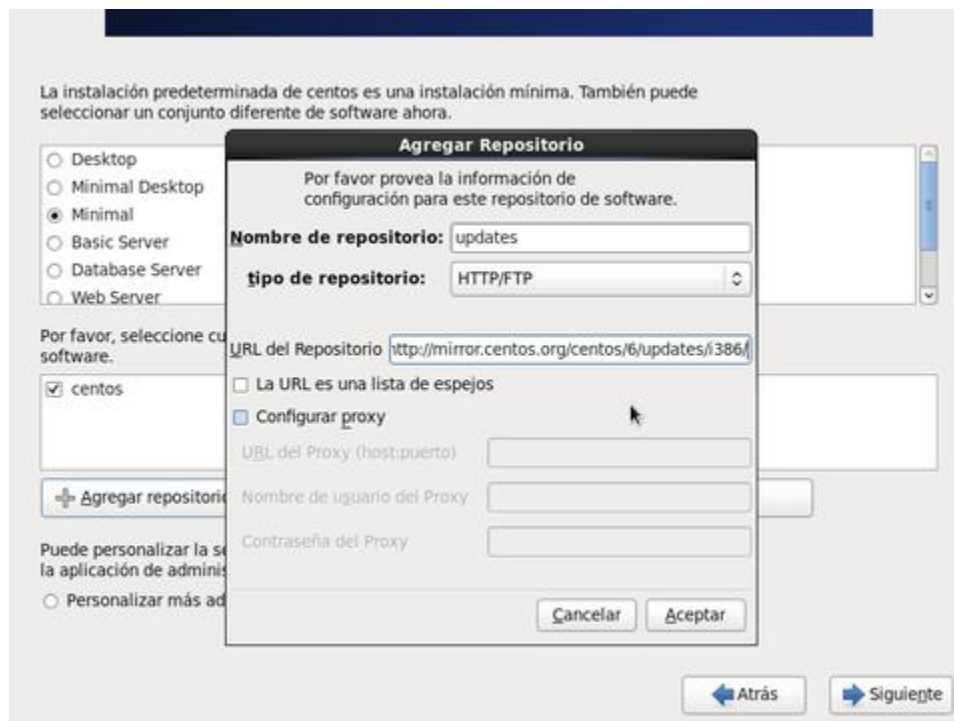 La instalación predeterminada de centos es una instalación mínima. También puede
seleccionar un conjunto diferente de software ahora.
Desktop
Minimal Desktop
Minimal
Basic Server
Database Server
Web Server
Por favor, seleccione cu
software.
centos
Agregar repositorio
Puede personalizar la se
la aplicación de adminis
Personalizar más ad
Agregar Repositorio
Por favor provea la información de
configuración para este repositorio de software.
Nombre de repositorio: updates
tipo de repositorio: HTTP/FTP
URL del Repositorio http://mirror.centos.org/centos/6/updates/i386/
La URL es una lista de espejos
Configurar proxy
URL del Proxy (host:puerto)
Nombre de usuario del Proxy
Contraseña del Proxy
Cancelar Aceptar
Atrás Siguiente